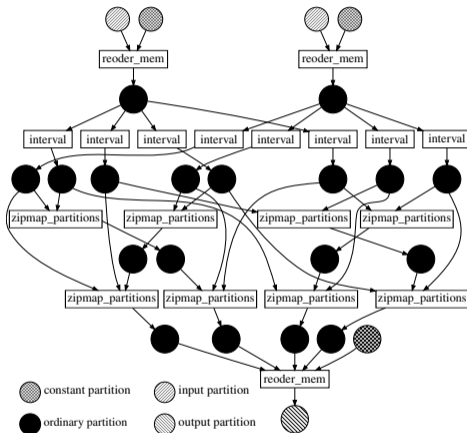 reoder_mem reoder_mem
interval interval interval interval interval interval interval interval
zipmap_partitions zipmap_partitions zipmap_partitions zipmap_partitions
zipmap_partitions zipmap_partitions zipmap_partitions zipmap_partitions
reoder_mem
constant partition input partition
ordinary partition output partition